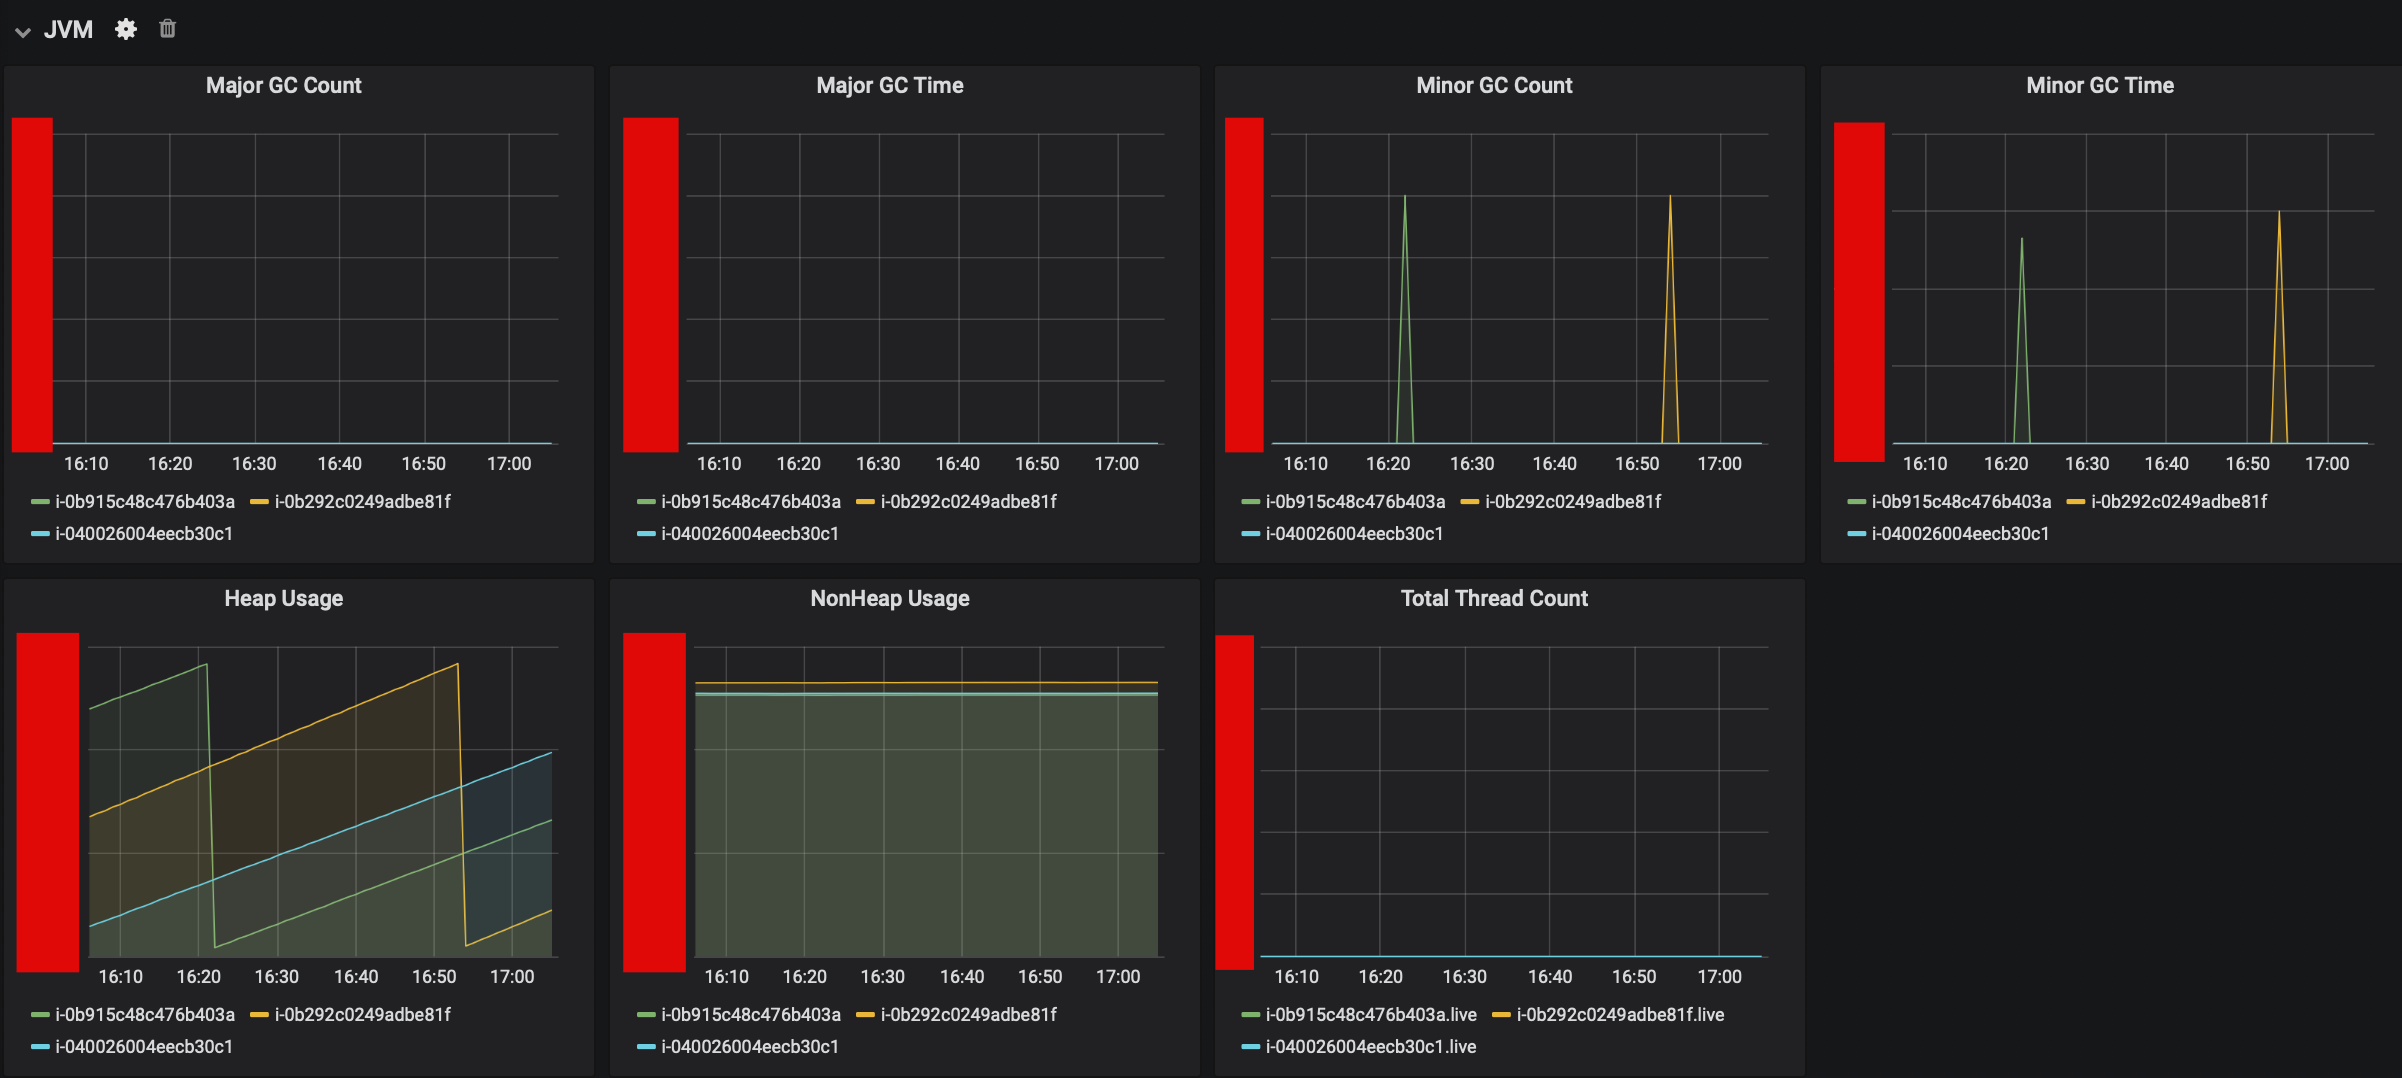 JVM
Major GC Count
16:10 16:20 16:30 16:40 16:50 17:00
i-0b915c48c476b403a i-0b292c0249adbe81f
i-040026004eecb30c1
Major GC Time
16:10 16:20 16:30 16:40 16:50 17:00
i-0b915c48c476b403a i-0b292c0249adbe81f
i-040026004eecb30c1
Minor GC Count
16:10 16:20 16:30 16:40 16:50 17:00
i-0b915c48c476b403a i-0b292c0249adbe81f
i-040026004eecb30c1
Minor GC Time
16:10 16:20 16:30 16:40 16:50 17:00
i-0b915c48c476b403a i-0b292c0249adbe81f
i-040026004eecb30c1
Heap Usage
16:10 16:20 16:30 16:40 16:50 17:00
i-0b915c48c476b403a i-0b292c0249adbe81f
i-040026004eecb30c1
NonHeap Usage
16:10 16:20 16:30 16:40 16:50 17:00
i-0b915c48c476b403a i-0b292c0249adbe81f
i-040026004eecb30c1
Total Thread Count
16:10 16:20 16:30 16:40 16:50 17:00
i-0b915c48c476b403a.live i-0b292c0249adbe81f.live
i-040026004eecb30c1.live